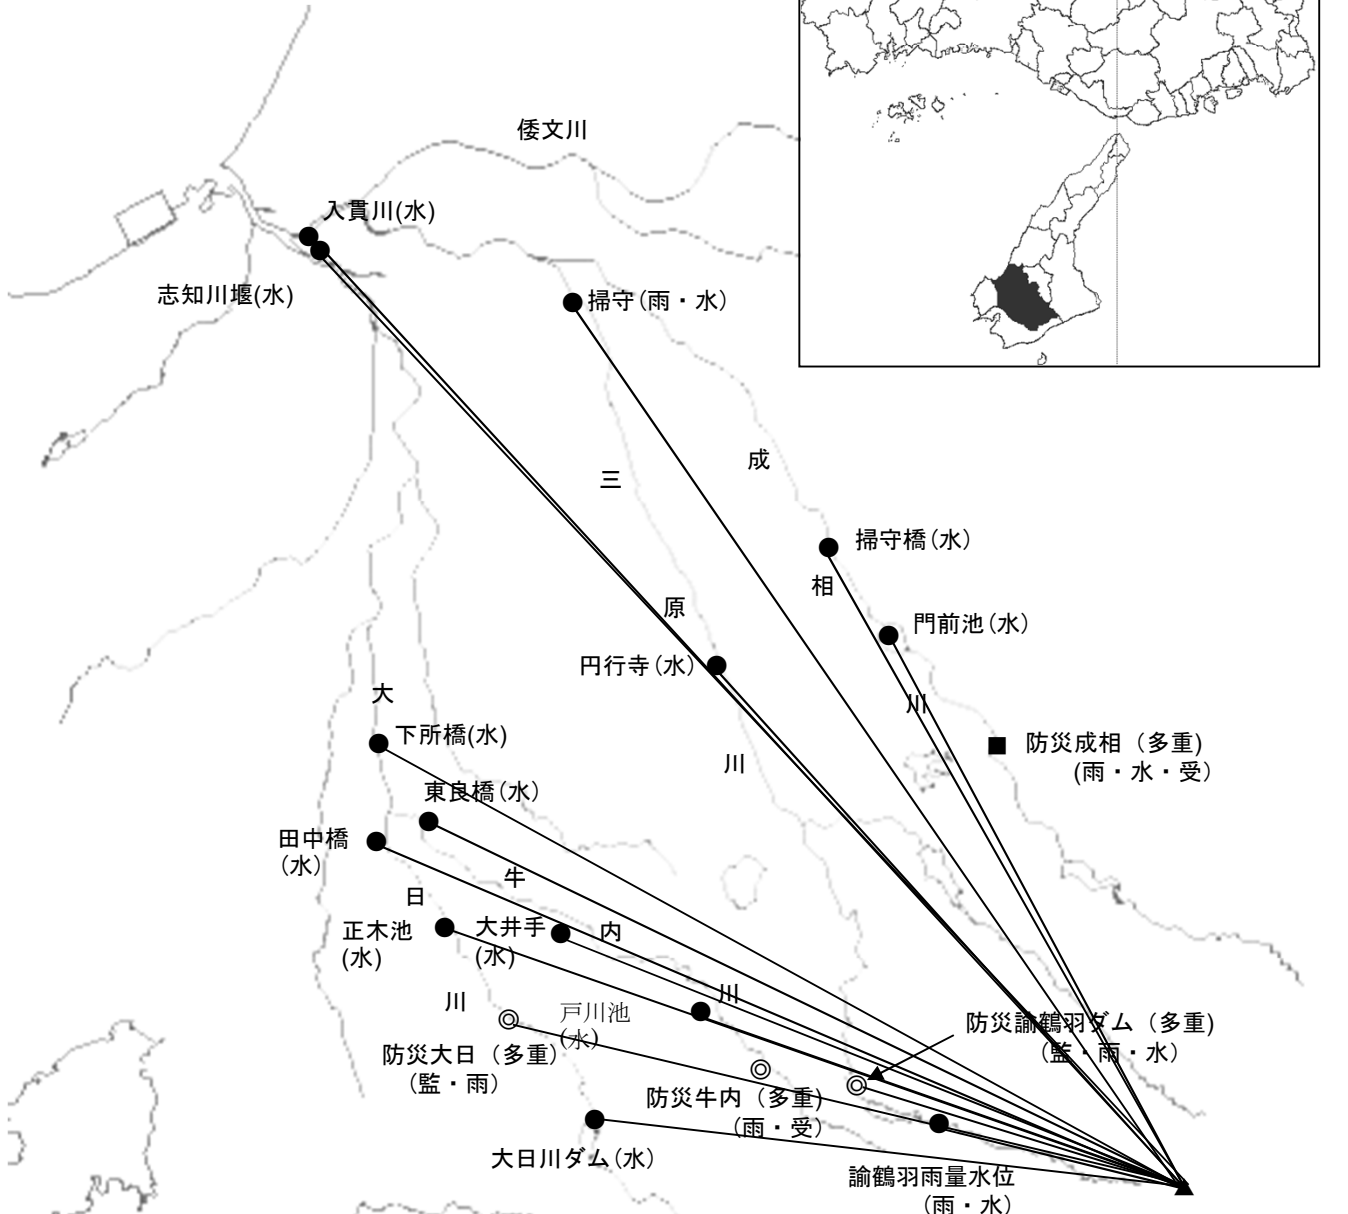 倭文川
入貫川(水)
志知川堰(水)
掃守(雨・水)
成
三
掃守橋(水)
相
原
門前池(水)
円行寺(水)
大
川
下所橋(水)
防災成相（多重)
(雨・水・受)
川
東良橋(水)
田中橋
(水)
牛
日
正木池
(水)
大井手
(水)
内
川
川
戸川池
(水)
防災諭鶴羽ダム（多重)
(監・雨・水)
防災大日（多重)
(監・雨)
防災牛内（多重)
(雨・受)
大日川ダム(水)
諭鶴羽雨量水位
(雨・水)